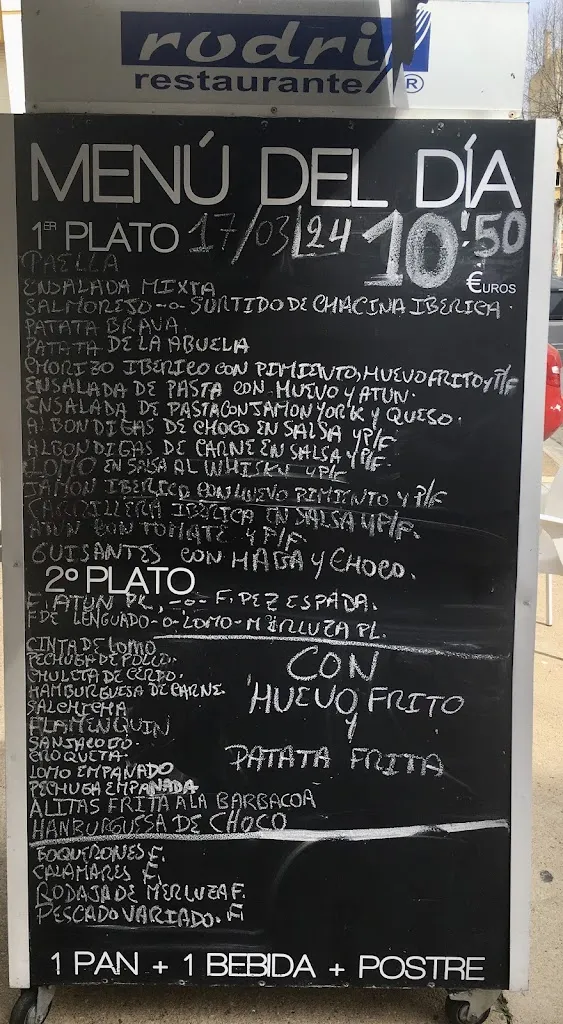 rodri
restaurante ®
MENÚ DEL DÍA
1ER PLATO 17/03/24 10'50
€UROS
PAELLA
ENSALADA MIXTA
SALMOREJO -o- SURTIDO DE CHACINA IBERICA.
PATATA BRAVA.
PATATA DE LA ABUELA
CHORIZO IBERICO CON PIMIENTO, HUEVO FRITO, Y P/F
ENSALADA DE PASTA CON HUEVO Y ATUN.
ENSALADA DE PASTA CON JAMON YORK Y QUESO.
ALBONDIGAS DE CHOCO EN SALSA Y P/F
ALBONDIGAS DE CARNE EN SALSA Y P/F.
LOMO EN SALSA AL WHISKY Y P/F
JAMON IBERICO CON HUEVO PIMIENTO Y P/F
CARRILLERA IBERICA EN SALSA Y P/F.
ATUN CON TOMATE Y P/F.
GUISANTES CON HABA Y CHOCO.
2º PLATO
F. ATUN PL, -o- F. PEZ ESPADA.
F DE LENGUADO -o- LOMO - MERLUZA PL.
CINTA DE LOMO
PECHUGA DE POLLO.
CHULETA DE CERDO.
HAMBURGUESA DE CARNE.
SALCHICHA
FLAMENQUIN
SANJACOBO
CROQUETA.
LOMO EMPANADO
PECHUGA EMPANADA
ALITAS FRITA A LA BARBACOA
HANBURGUSSA DE CHOCO
CON
HUEVO FRITO
Y
PATATA FRITA
BOQUERONES F.
CALAMARES F.
RODAJA DE MERLUZA F.
PESCADO VARIADO. F
1 PAN + 1 BEBIDA + POSTRE